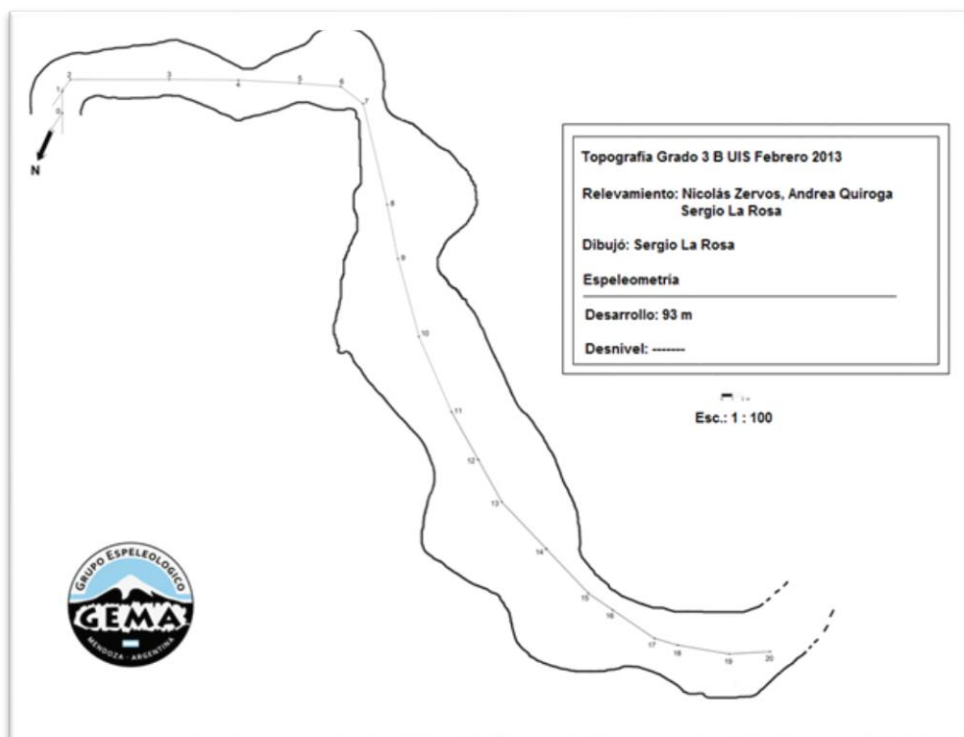 2
3
4
5
6
7
1
0
N
8
9
10
11
12
13
14
15
16
17
18
19
20
Topografía Grado 3 B UIS Febrero 2013
Relevamiento: Nicolás Zervos, Andrea Quiroga
Sergio La Rosa
Dibujó: Sergio La Rosa
Espeleometría
Desarrollo: 93 m
Desnivel: -------
Esc.: 1 : 100
GRUPO ESPELEOLOGICO
GEMA
MENDOZA - ARGENTINA